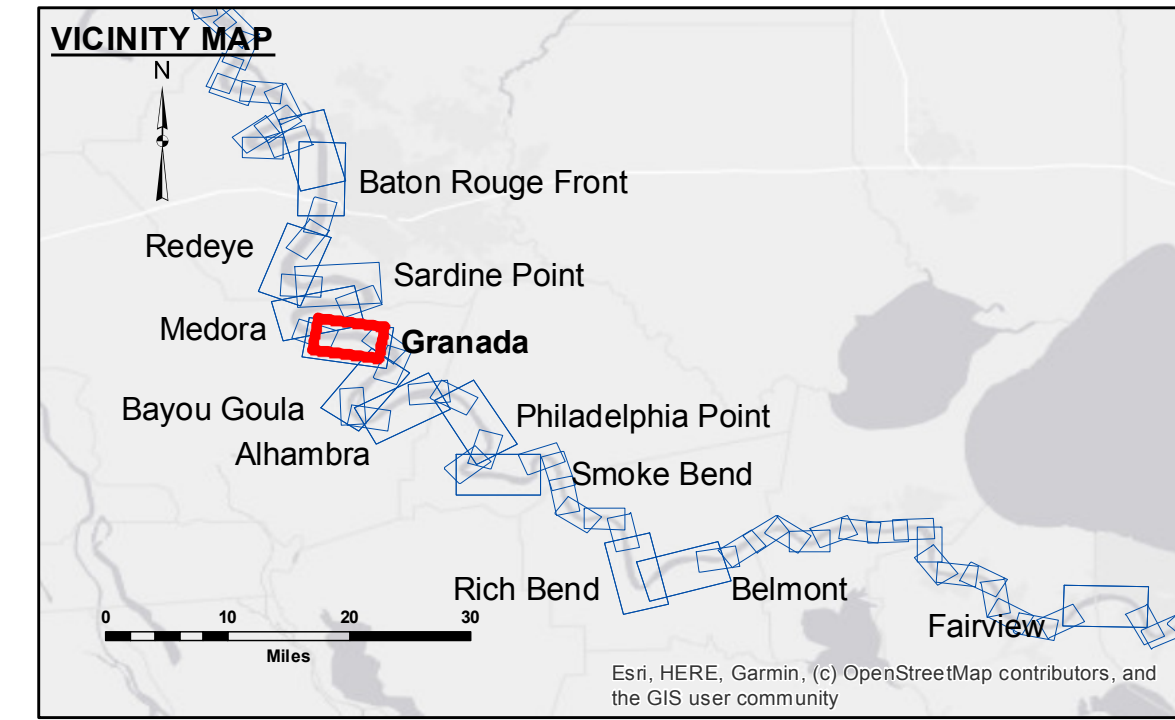 VICINITY MAP
N
Baton Rouge Front
Redeye
Sardine Point
Medora
Granada
Bayou Goula
Philadelphia Point
Alhambra
Smoke Bend
Rich Bend
Belmont
Fairview
0 10 20 30
Miles
Esri, HERE, Garmin, (c) OpenStreetMap contributors, and
the GIS user community